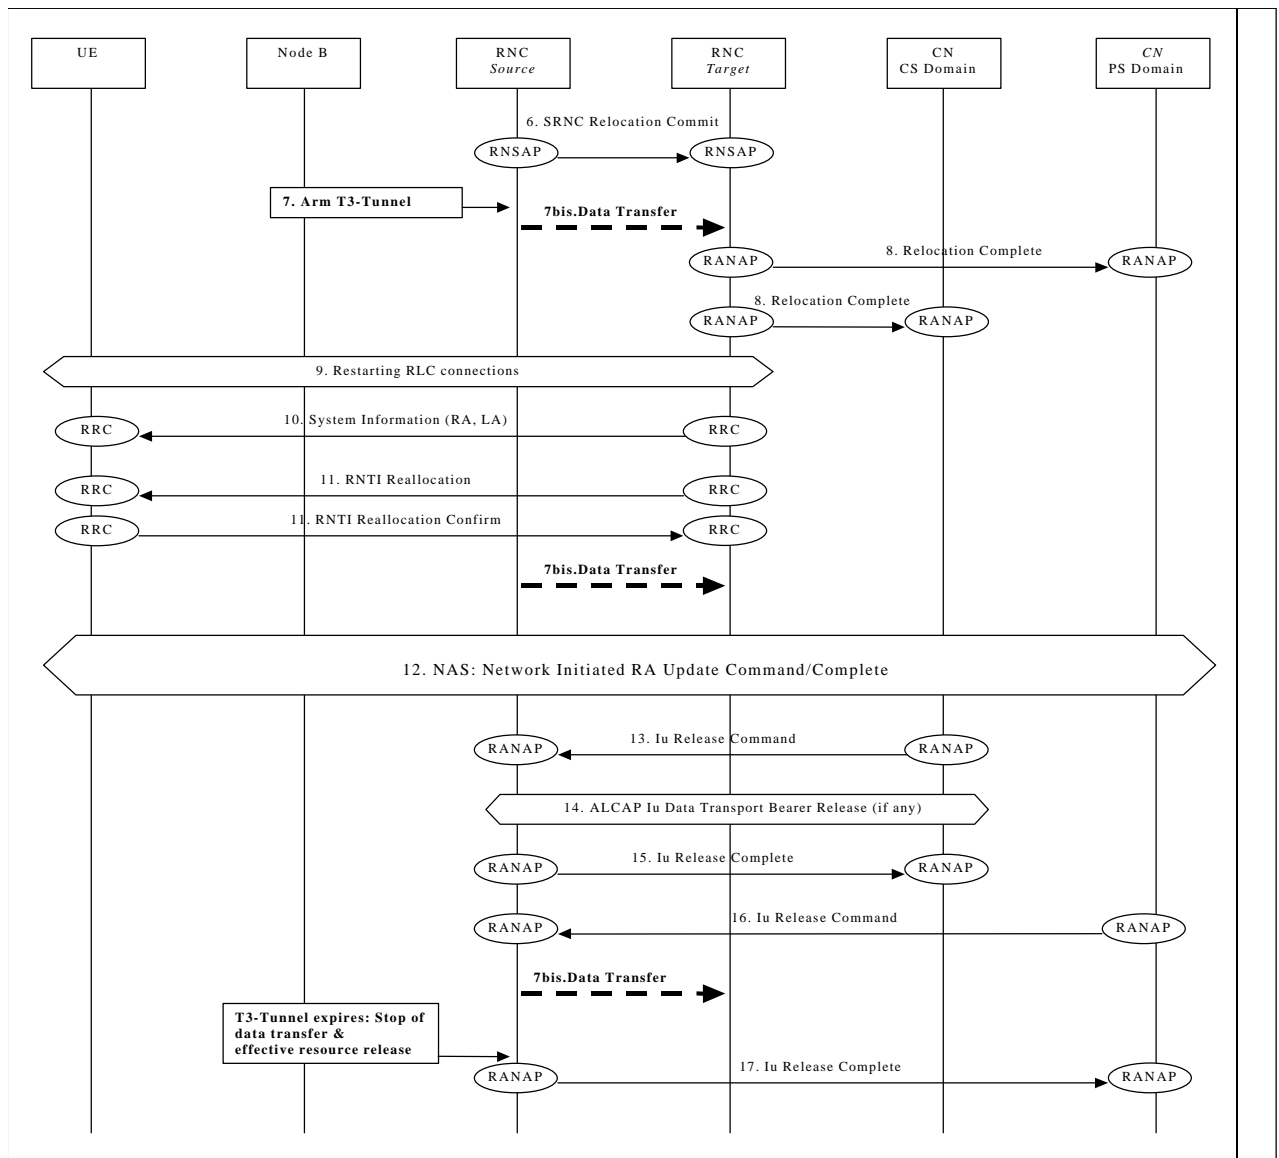 UE
Node B
RNC
Source
RNC
Target
CN
CS Domain
CN
PS Domain
6. SRNC Relocation Commit
RNSAP
RNSAP
7. Arm T3-Tunnel
7bis.Data Transfer
RANAP
8. Relocation Complete
RANAP
RANAP
8. Relocation Complete
RANAP
9. Restarting RLC connections
RRC
10. System Information (RA, LA)
RRC
RRC
11. RNTI Reallocation
RRC
RRC
11. RNTI Reallocation Confirm
RRC
7bis.Data Transfer
12. NAS: Network Initiated RA Update Command/Complete
RANAP
13. Iu Release Command
RANAP
14. ALCAP Iu Data Transport Bearer Release (if any)
RANAP
15. Iu Release Complete
RANAP
RANAP
16. Iu Release Command
RANAP
7bis.Data Transfer
T3-Tunnel expires: Stop of
data transfer &
effective resource release
RANAP
17. Iu Release Complete
RANAP